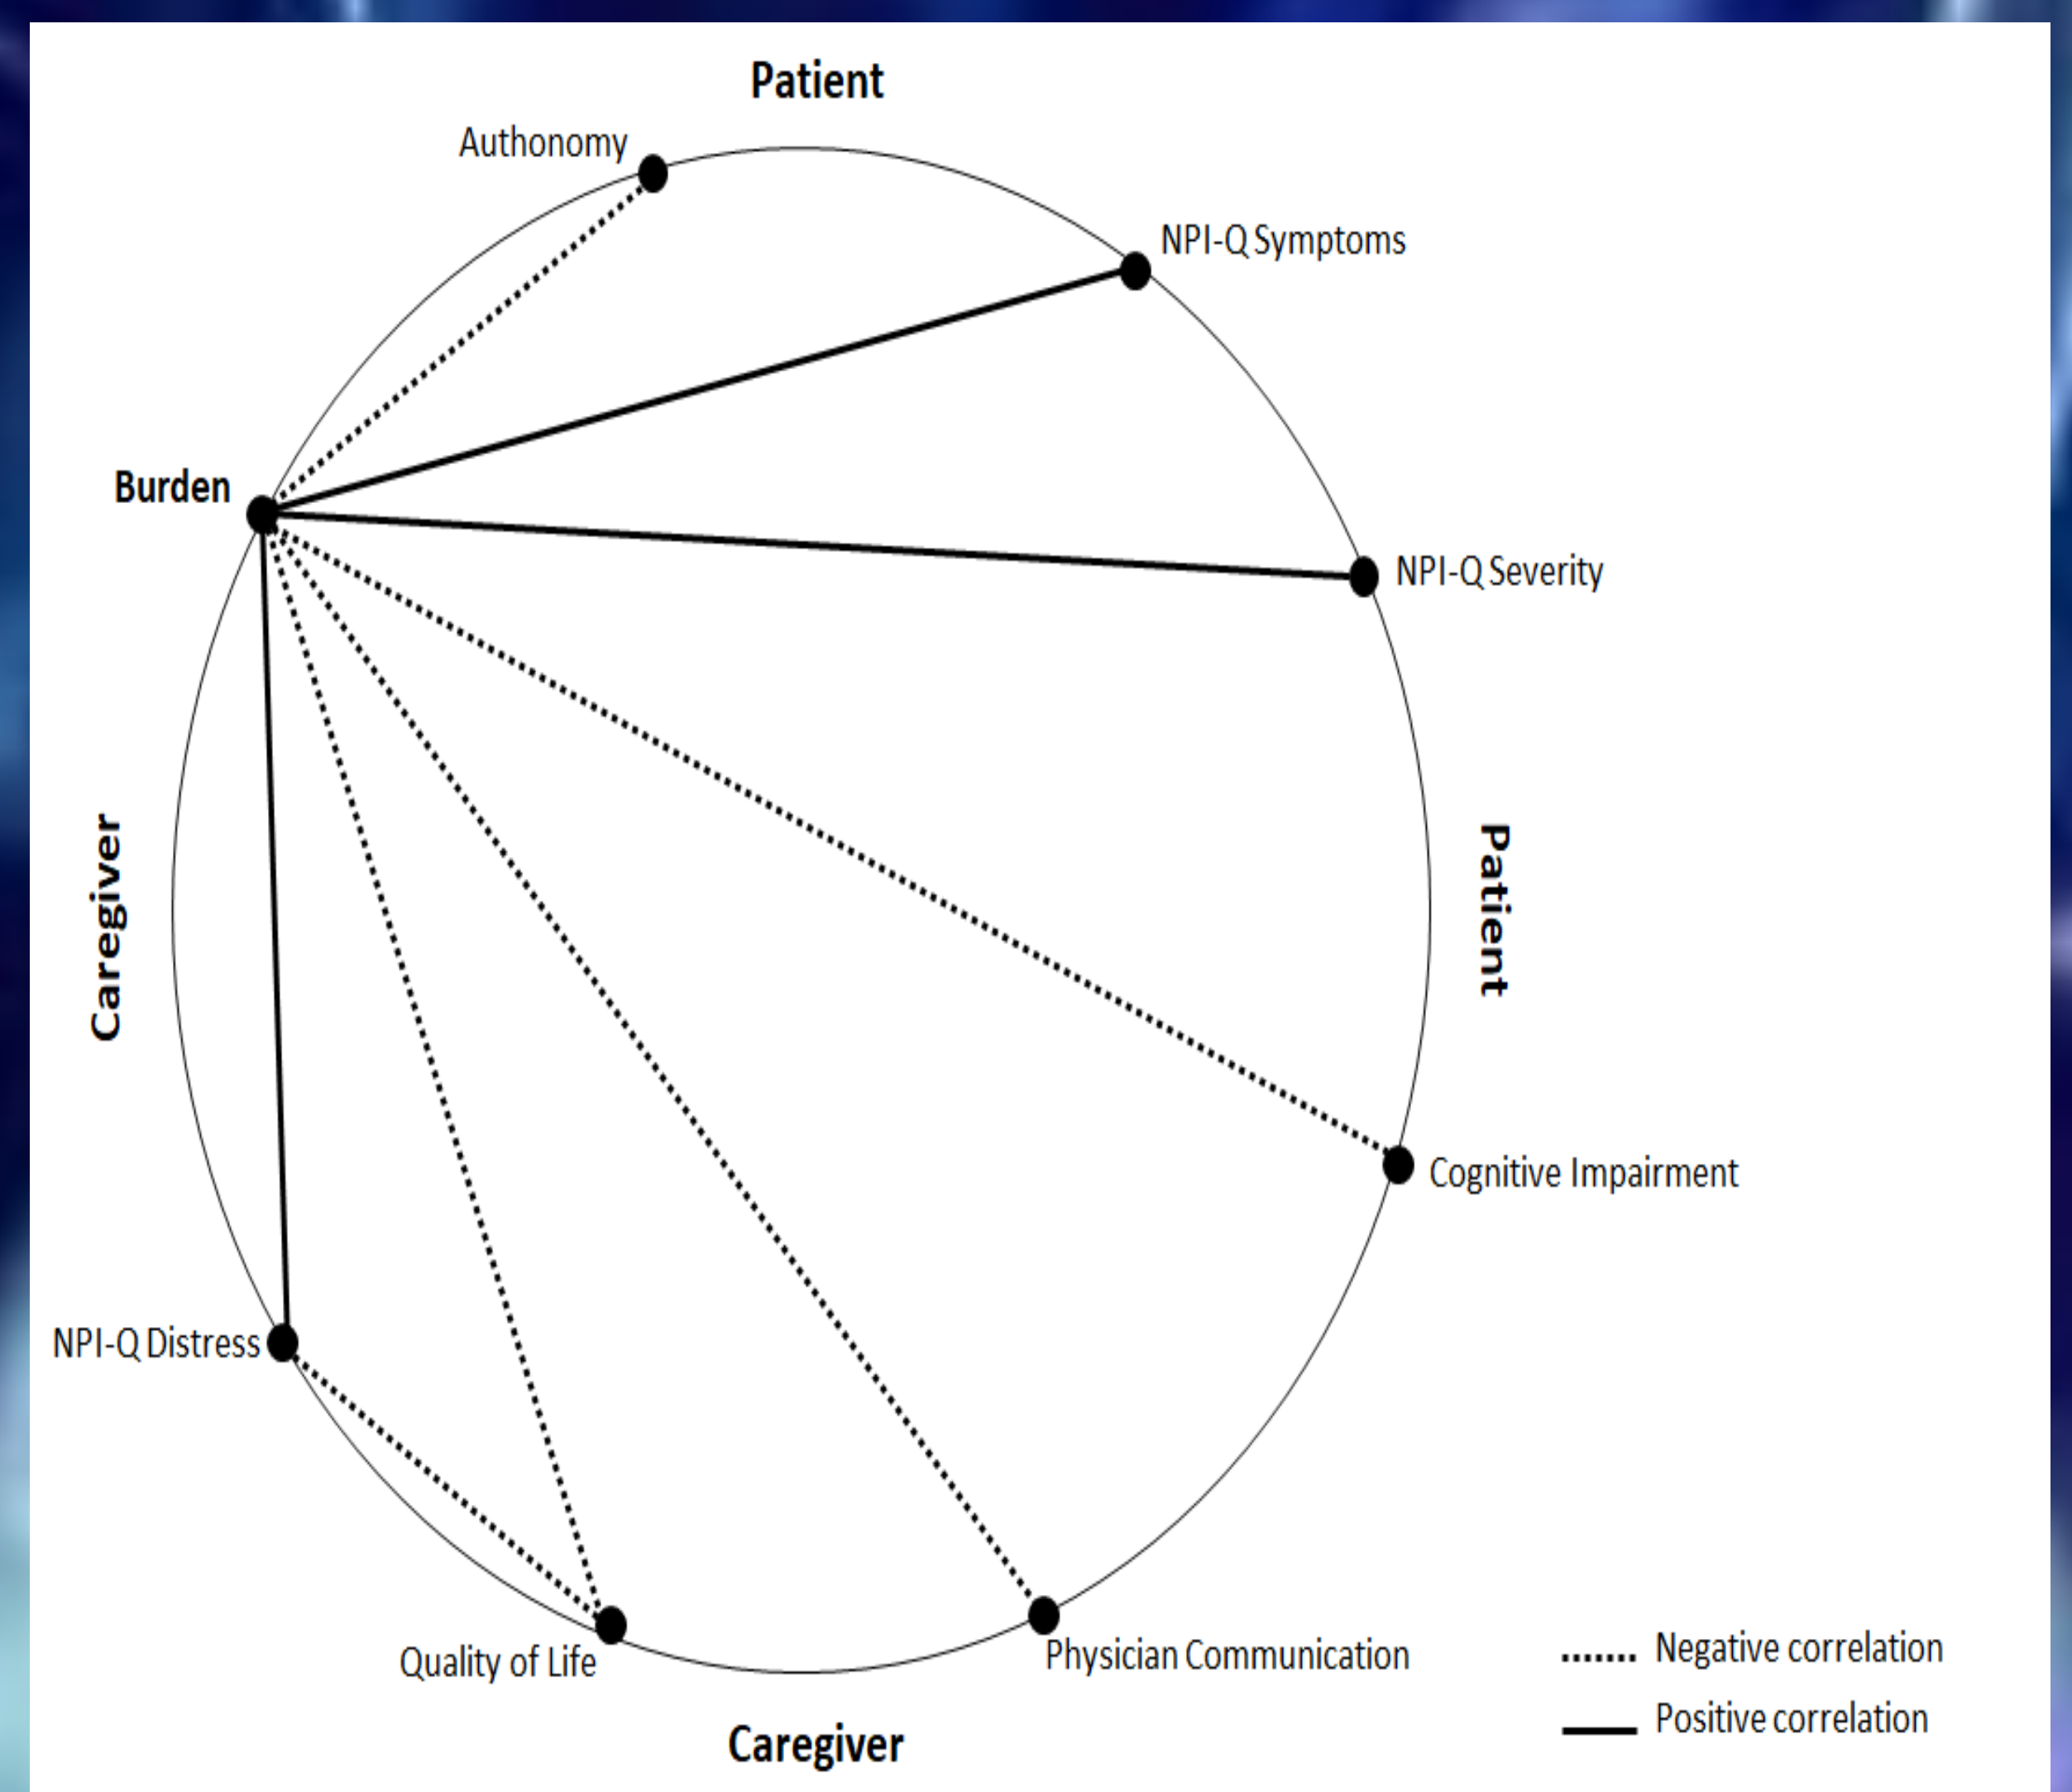 Patient
Authonomy
NPI-Q Symptoms
Burden
NPI-Q Severity
Caregiver
Patient
Cognitive Impairment
NPI-Q Distress
Quality of Life
Physician Communication
Negative correlation
Positive correlation
Caregiver